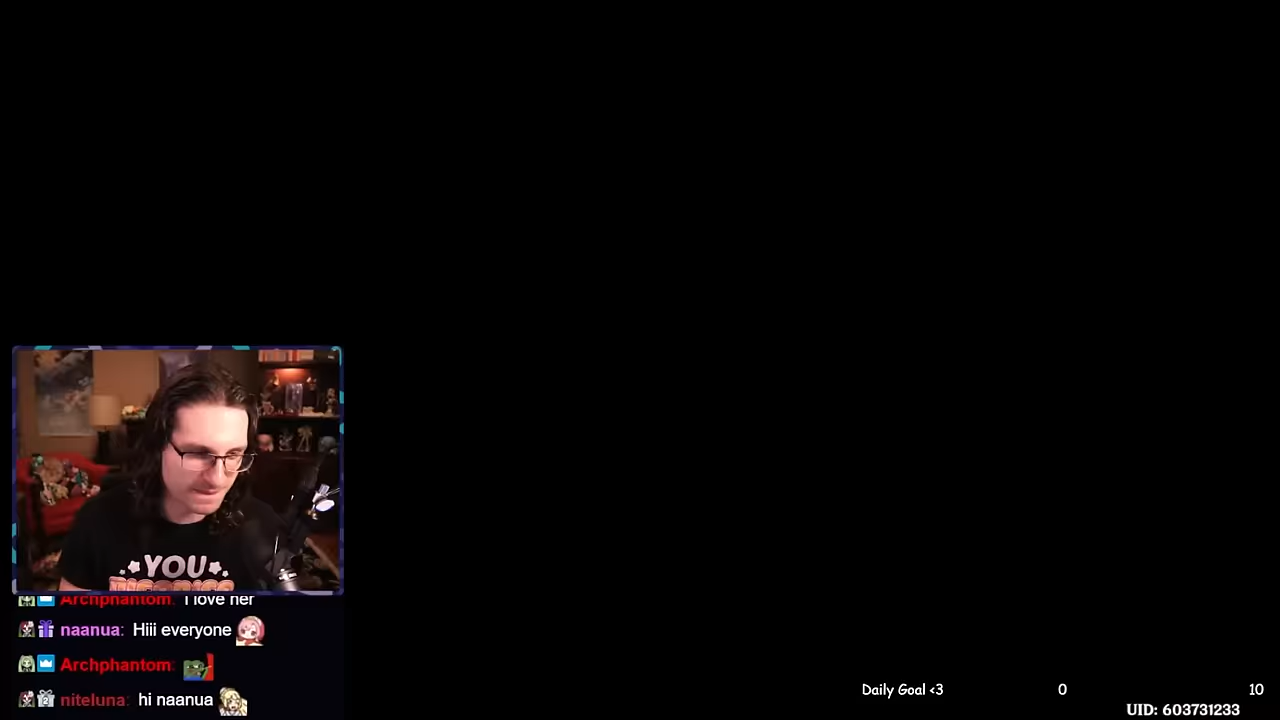 YOU
Archphantom: I love her
naanua: Hiii everyone
Archphantom:
niteluna: hi naanua
Daily Goal <3 0 10
UID: 603731233